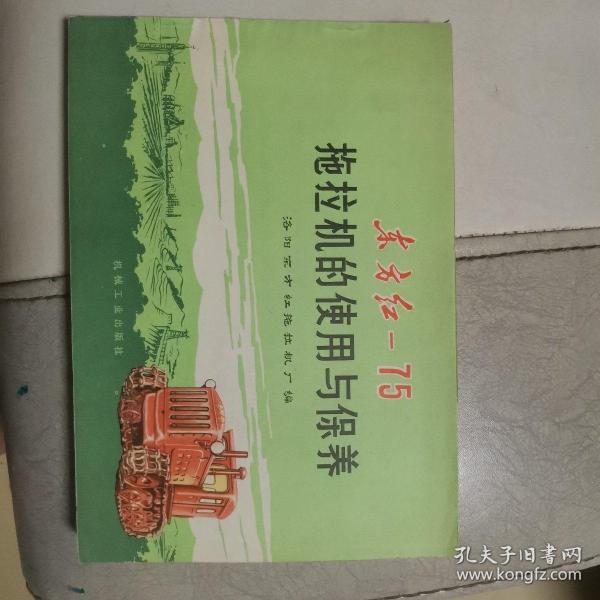 东方红-75
拖拉机的使用与保养
洛阳东方红拖拉机厂编
机械工业出版社
孔夫子旧书网
www.kongfz.com